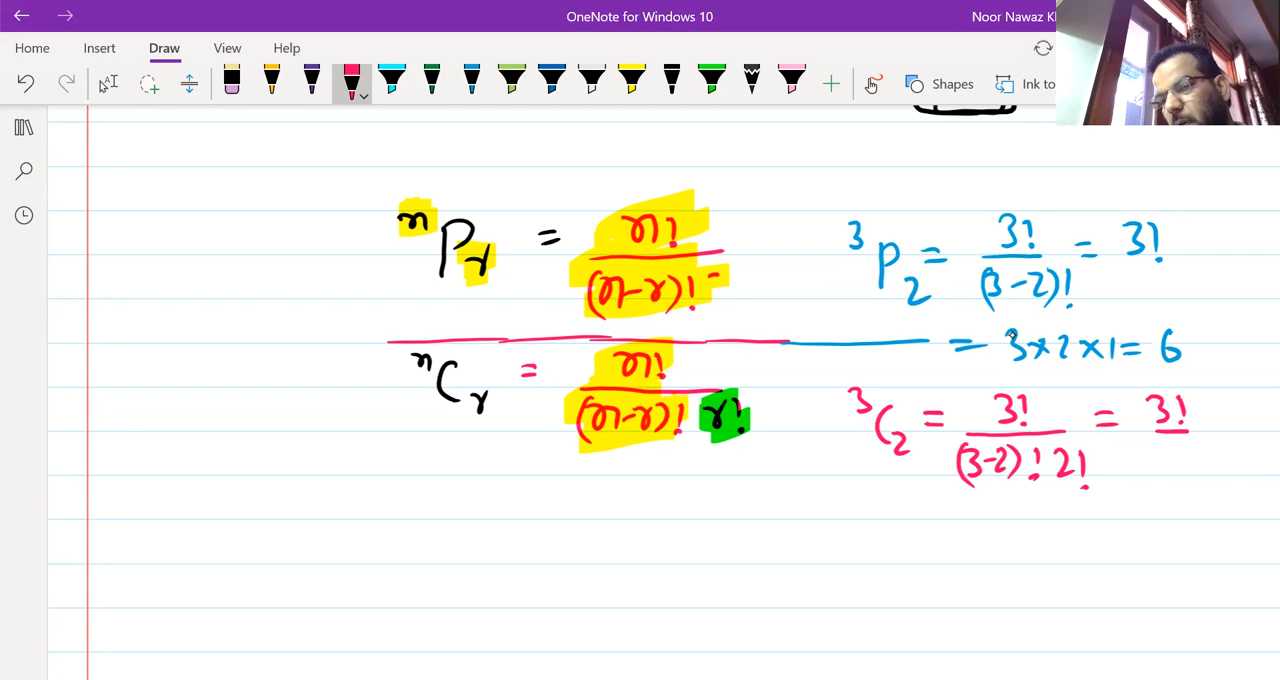 OneNote for Windows 10
Noor Nawaz Kh
Home Insert Draw View Help
Shapes Ink to
ⁿPᵣ = n! / (n-r)!
ⁿCᵣ = n! / (n-r)! r!
³P₂ = 3! / (3-2)! = 3!
= 3×2×1 = 6
³C₂ = 3! / (3-2)! 2! = 3!